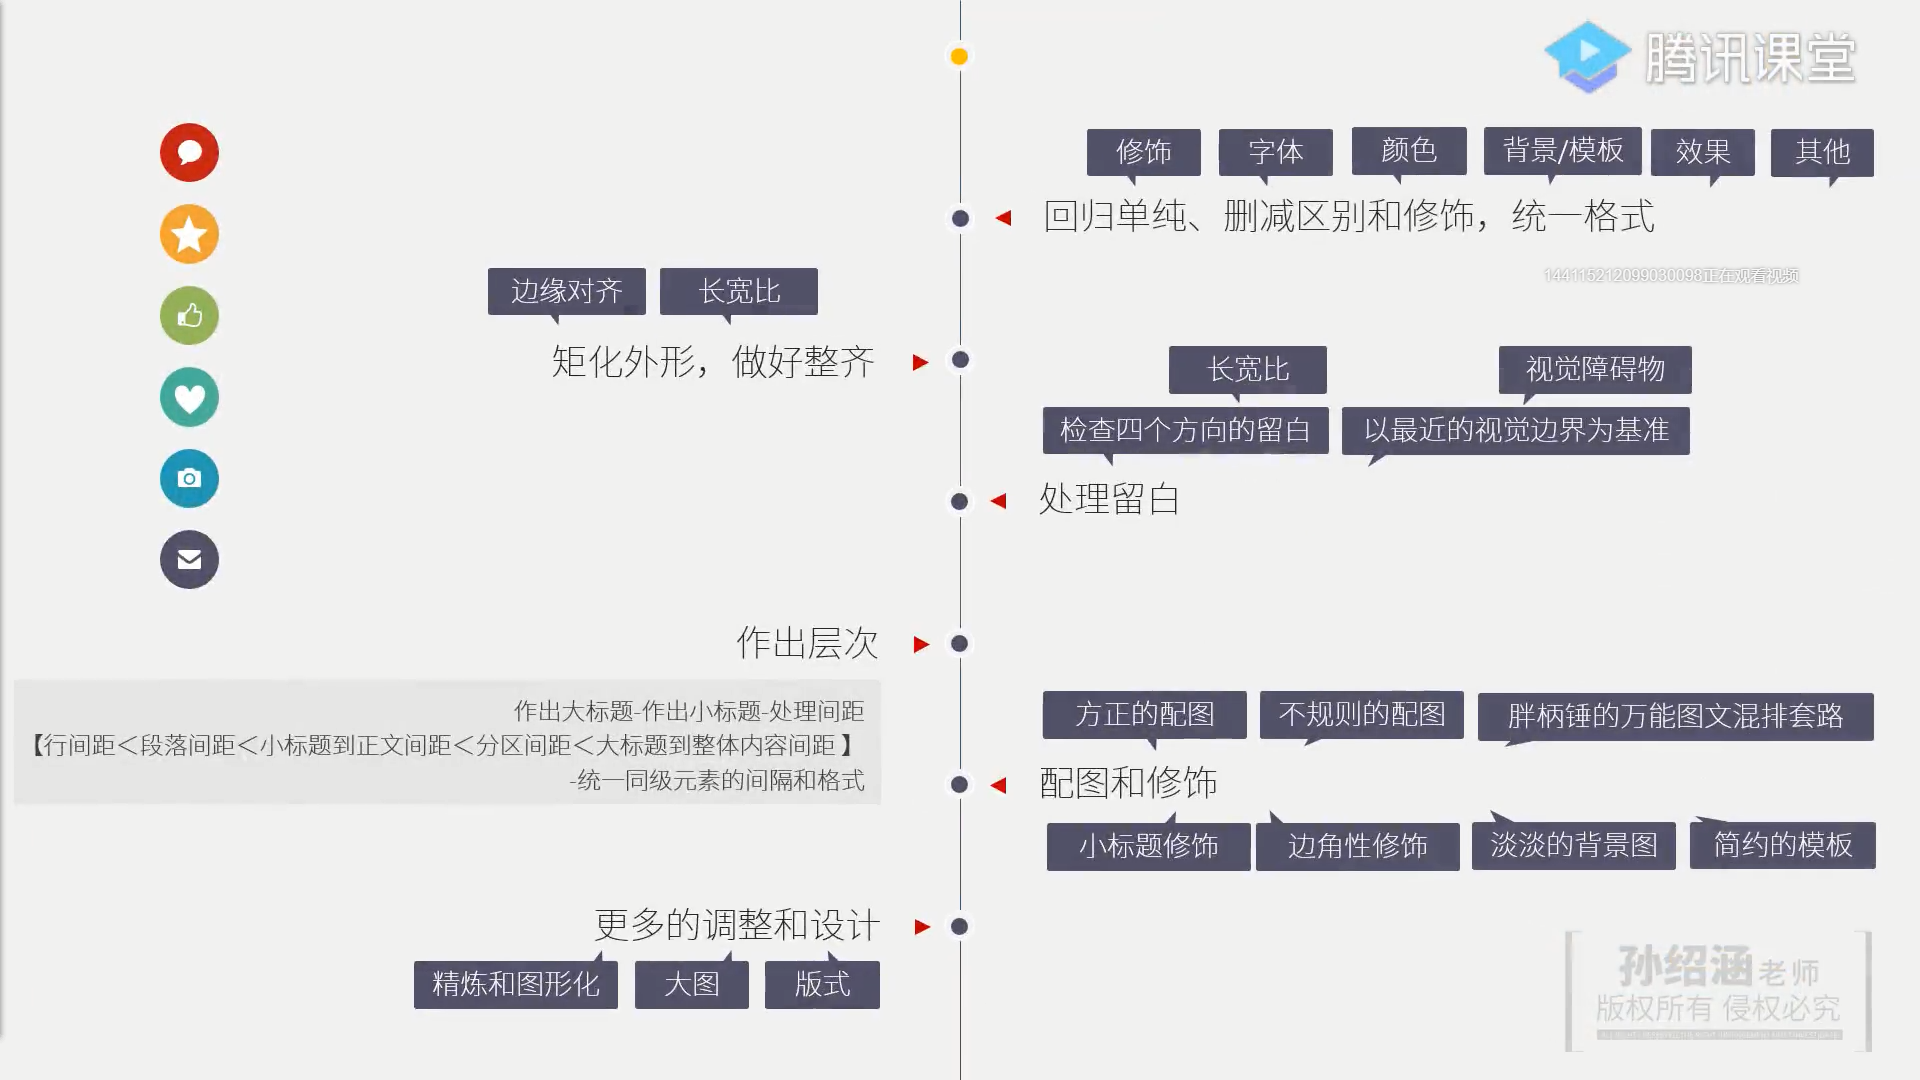 腾讯课堂
修饰
字体
颜色
背景/模板
效果
其他
回归单纯、删减区别和修饰，统一格式
144115212099030098正在观看视频
边缘对齐
长宽比
矩化外形，做好整齐
长宽比
视觉障碍物
检查四个方向的留白
以最近的视觉边界为基准
处理留白
作出层次
作出大标题-作出小标题-处理间距
【行间距＜段落间距＜小标题到正文间距＜分区间距＜大标题到整体内容间距】
-统一同级元素的间隔和格式
方正的配图
不规则的配图
胖柄锤的万能图文混排套路
配图和修饰
小标题修饰
边角性修饰
淡淡的背景图
简约的模板
更多的调整和设计
精炼和图形化
大图
版式
孙绍涵老师
版权所有 侵权必究